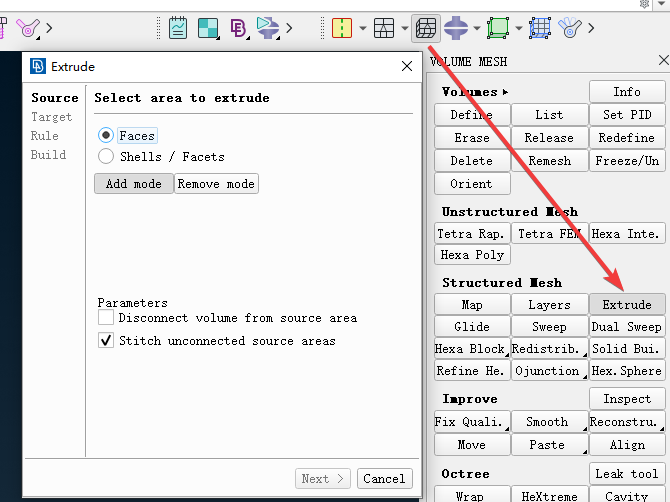 Extrude
Source
Target
Rule
Build
Select area to extrude
Faces
Shells / Facets
Add mode
Remove mode
Parameters
Disconnect volume from source area
Stitch unconnected source areas
Next >
Cancel
VOLUME MESH
Volumes
Info
Define
List
Set PID
Erase
Release
Redefine
Delete
Remesh
Freeze/Un
Orient
Unstructured Mesh
Tetra Rap.
Tetra FEM
Hexa Inte.
Hexa Poly
Structured Mesh
Map
Layers
Extrude
Glide
Sweep
Dual Sweep
Hexa Block
Redistrib.
Solid Bui.
Refine He.
Ojunction
Hex.Sphere
Improve
Inspect
Fix Quali.
Smooth
Reconstru.
Move
Paste
Align
Octree
Leak tool
Wrap
HeXtreme
Cavity